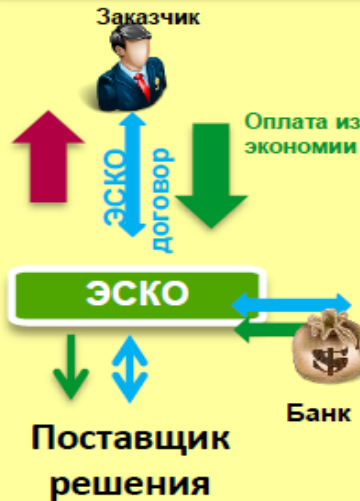 Заказчик
Оплата из
экономии
ЭСКО
договор
ЭСКО
Банк
Поставщик
решения